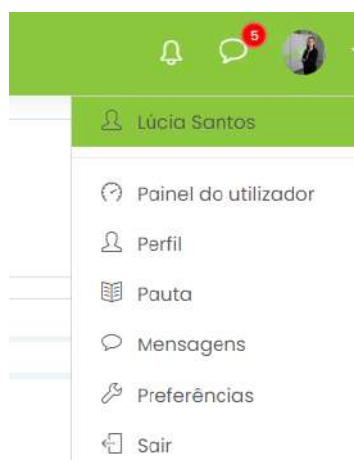 5
Lúcia Santos
Painel do utilizador
Perfil
Pauta
Mensagens
Preferências
Sair